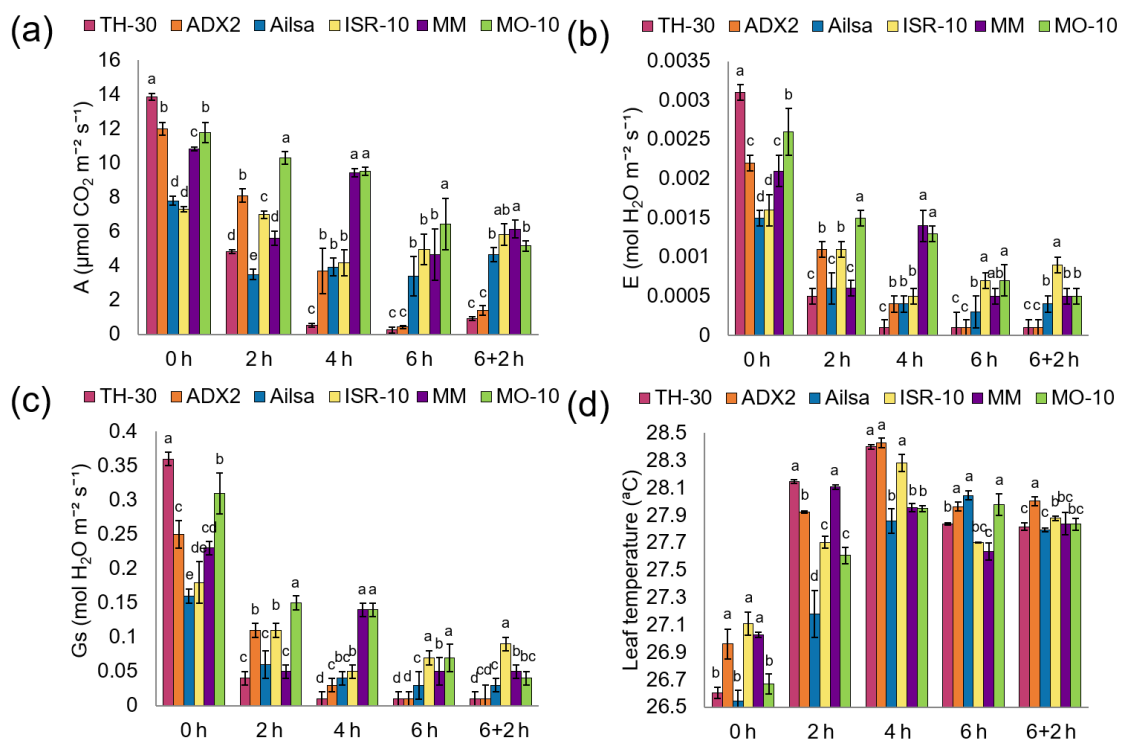 (a)
TH-30 ADX2 Ailsa ISR-10 MM MO-10
A (µmol CO₂ m⁻² s⁻¹)
16
14
12
10
8
6
4
2
0
a b d d c b
d b e c d a
c b b b a a
c c b b b a
c c b ab a b
0 h 2 h 4 h 6 h 6+2 h
(b)
TH-30 ADX2 Ailsa ISR-10 MM MO-10
E (mol H₂O m⁻² s⁻¹)
0.003
0.0025
0.002
0.0015
0.001
0.0005
0
a c d d c b
c b c b c a
c b b b a a
c c b a ab a
c c b a b b
0 h 2 h 4 h 6 h 6+2 h
(c)
TH-30 ADX2 Ailsa ISR-10 MM MO-10
Gs (mol H₂O m⁻² s⁻¹)
0.4
0.35
0.3
0.25
0.2
0.15
0.1
0.05
0
a c e de cd b
c b c b c a
d c bc b a a
d d c a b a
d cd c a b bc
0 h 2 h 4 h 6 h 6+2 h
(d)
TH-30 ADX2 Ailsa ISR-10 MM MO-10
Leaf temperature (ªC)
28.5
28.3
28.1
27.9
27.7
27.5
27.3
27.1
26.9
26.7
26.5
b a b a a b
a b d c a c
a a b a b b
b a a bc c a
c a c b bc bc
0 h 2 h 4 h 6 h 6+2 h